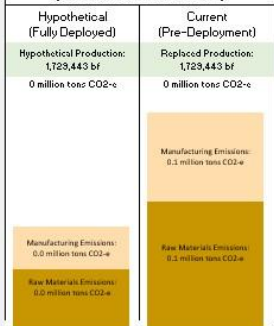 Hypothetical
(Fully Deployed)
Current
(Pre-Deployment)
Hypothetical Production:
1,729,443 bf
Replaced Production:
1,729,443 bf
0 million tons CO2-e
0 million tons CO2-e
Manufacturing Emissions:
0.1 million tons CO2-e
Manufacturing Emissions:
0.0 million tons CO2-e
Raw Materials Emissions:
0.1 million tons CO2-e
Raw Materials Emissions:
0.0 million tons CO2-e